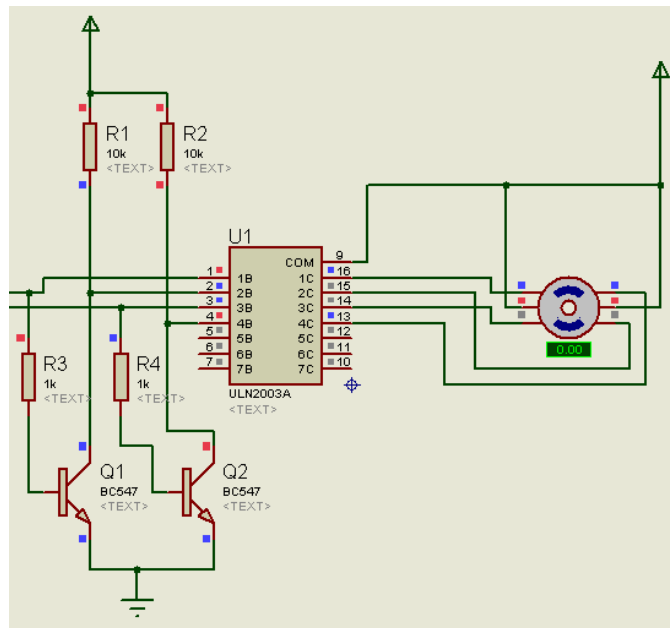 R1
10k
<TEXT>
R2
10k
<TEXT>
U1
1 1B
2 2B
3 3B
4 4B
5 5B
6 6B
7 7B
COM 9
1C 16
2C 15
3C 14
4C 13
5C 12
6C 11
7C 10
ULN2003A
<TEXT>
0.00
R3
1k
<TEXT>
R4
1k
<TEXT>
Q1
BC547
<TEXT>
Q2
BC547
<TEXT>